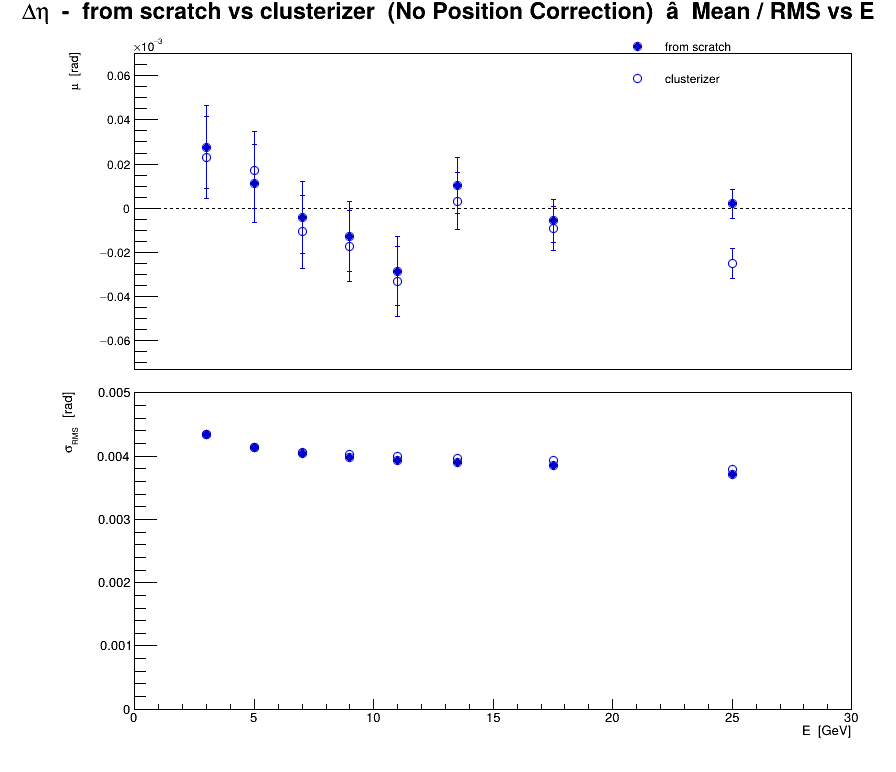 Δη - from scratch vs clusterizer (No Position Correction) â Mean / RMS vs E
×10⁻³
μ [rad]
from scratch
clusterizer
0.06
0.04
0.02
0
−0.02
−0.04
−0.06
σRMS [rad]
0.005
0.004
0.003
0.002
0.001
0
0 5 10 15 20 25 30
E [GeV]